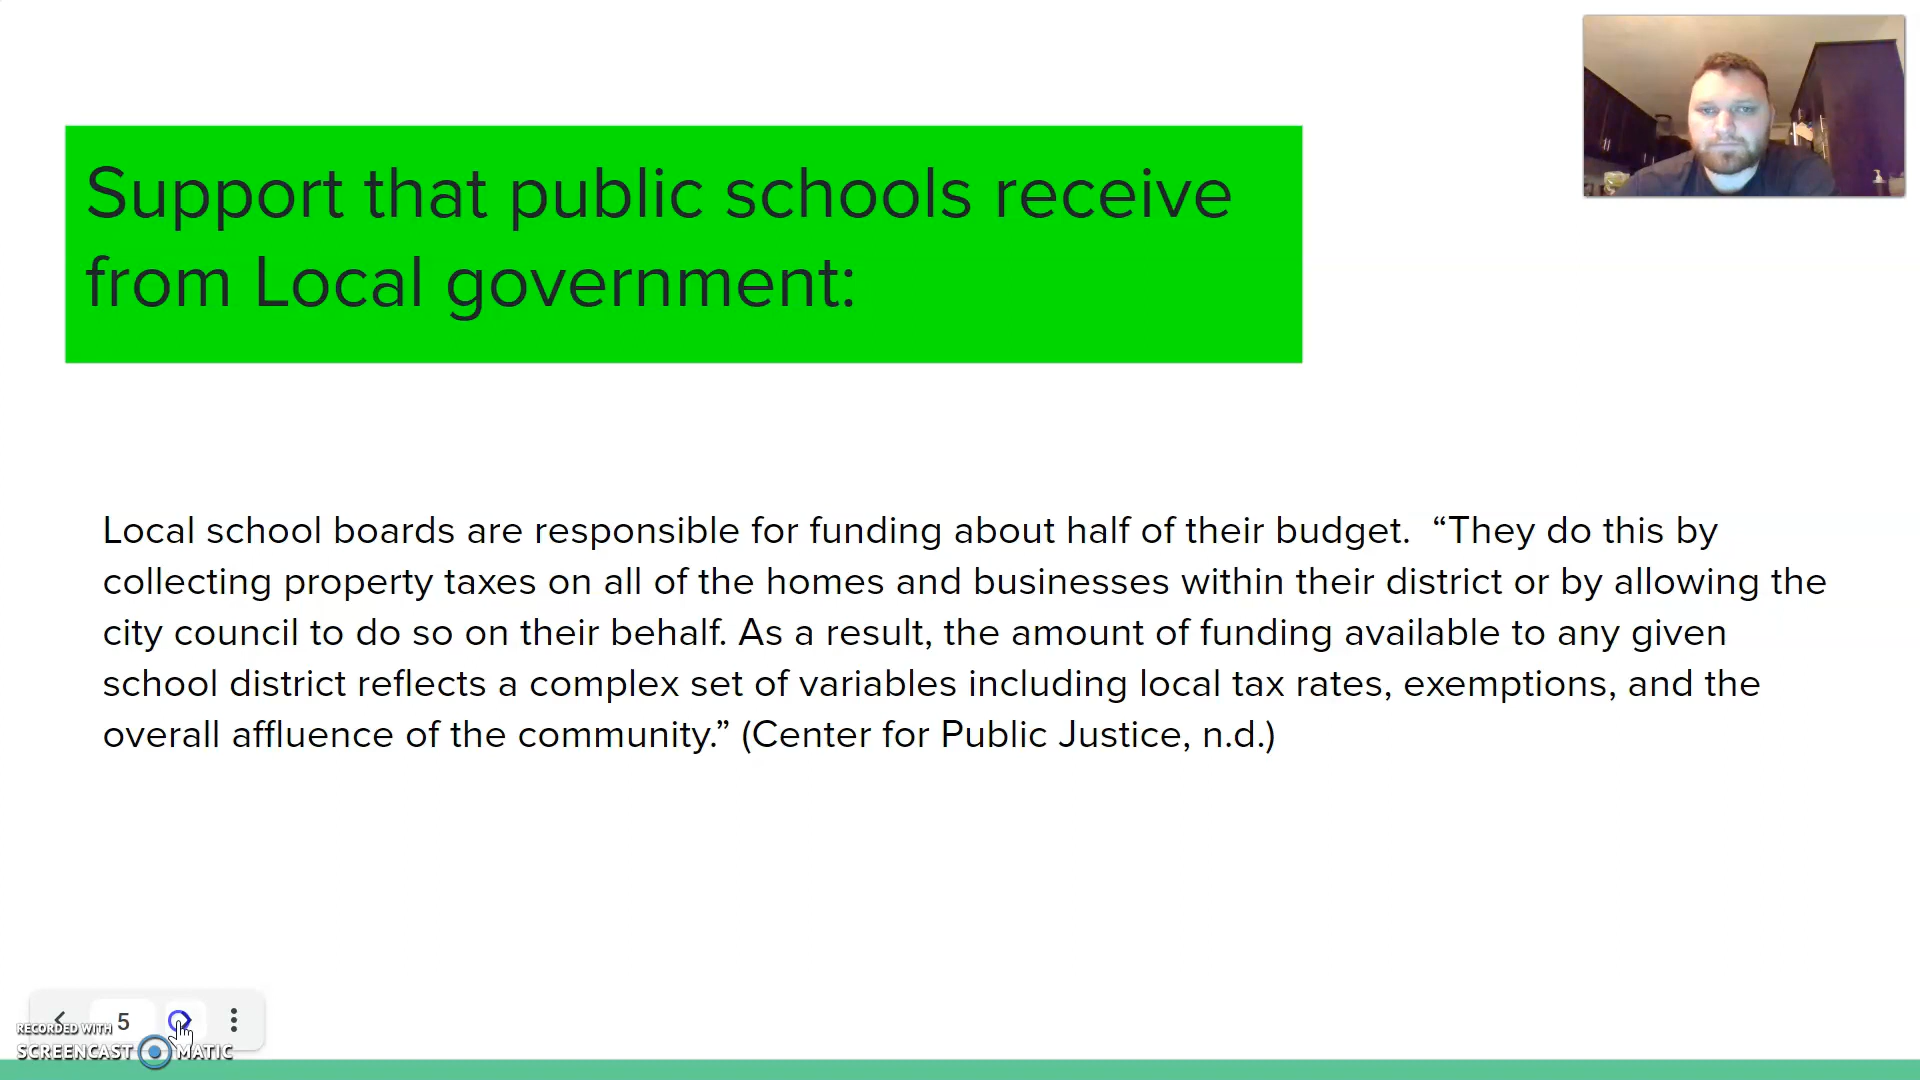 Support that public schools receive
from Local government:
Local school boards are responsible for funding about half of their budget.  “They do this by
collecting property taxes on all of the homes and businesses within their district or by allowing the
city council to do so on their behalf. As a result, the amount of funding available to any given
school district reflects a complex set of variables including local tax rates, exemptions, and the
overall affluence of the community.” (Center for Public Justice, n.d.)
5
RECORDED WITH
SCREENCAST MATIC